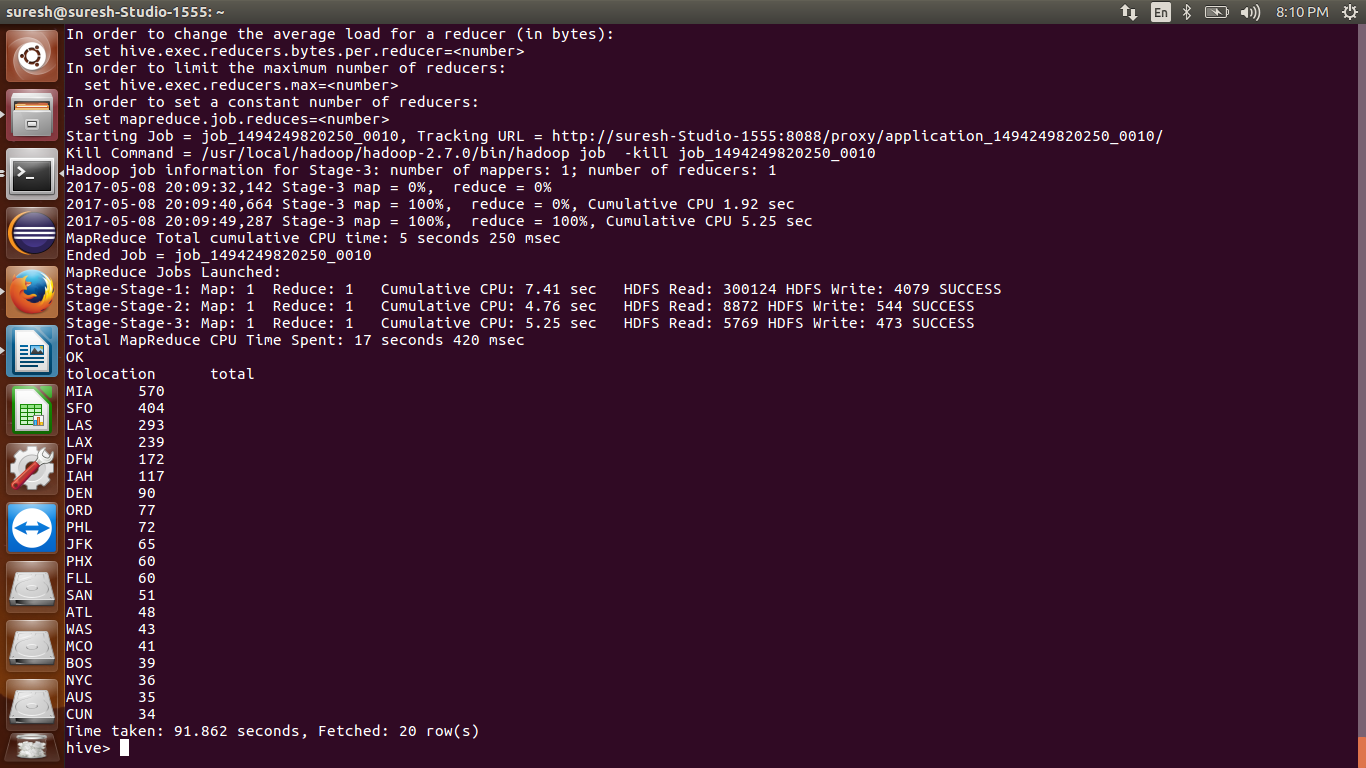 suresh@suresh-Studio-1555: ~
En
8:10 PM
In order to change the average load for a reducer (in bytes):
  set hive.exec.reducers.bytes.per.reducer=<number>
In order to limit the maximum number of reducers:
  set hive.exec.reducers.max=<number>
In order to set a constant number of reducers:
  set mapreduce.job.reduces=<number>
Starting Job = job_1494249820250_0010, Tracking URL = http://suresh-Studio-1555:8088/proxy/application_1494249820250_0010/
Kill Command = /usr/local/hadoop/hadoop-2.7.0/bin/hadoop job  -kill job_1494249820250_0010
Hadoop job information for Stage-3: number of mappers: 1; number of reducers: 1
2017-05-08 20:09:32,142 Stage-3 map = 0%,  reduce = 0%
2017-05-08 20:09:40,664 Stage-3 map = 100%,  reduce = 0%, Cumulative CPU 1.92 sec
2017-05-08 20:09:49,287 Stage-3 map = 100%,  reduce = 100%, Cumulative CPU 5.25 sec
MapReduce Total cumulative CPU time: 5 seconds 250 msec
Ended Job = job_1494249820250_0010
MapReduce Jobs Launched:
Stage-Stage-1: Map: 1  Reduce: 1   Cumulative CPU: 7.41 sec   HDFS Read: 300124 HDFS Write: 4079 SUCCESS
Stage-Stage-2: Map: 1  Reduce: 1   Cumulative CPU: 4.76 sec   HDFS Read: 8872 HDFS Write: 544 SUCCESS
Stage-Stage-3: Map: 1  Reduce: 1   Cumulative CPU: 5.25 sec   HDFS Read: 5769 HDFS Write: 473 SUCCESS
Total MapReduce CPU Time Spent: 17 seconds 420 msec
OK
tolocation      total
MIA     570
SFO     404
LAS     293
LAX     239
DFW     172
IAH     117
DEN     90
ORD     77
PHL     72
JFK     65
PHX     60
FLL     60
SAN     51
ATL     48
WAS     43
MCO     41
BOS     39
NYC     36
AUS     35
CUN     34
Time taken: 91.862 seconds, Fetched: 20 row(s)
hive>